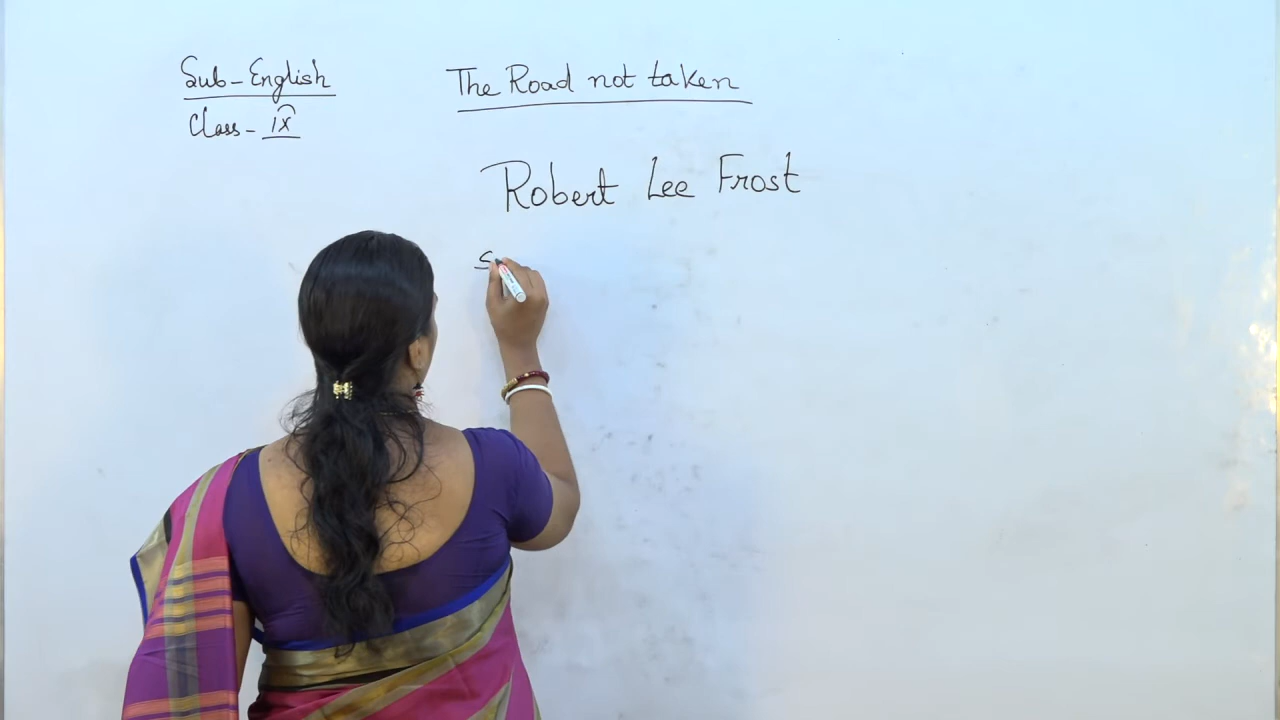 Sub - English
Class - IX
The Road not taken
Robert Lee Frost
S